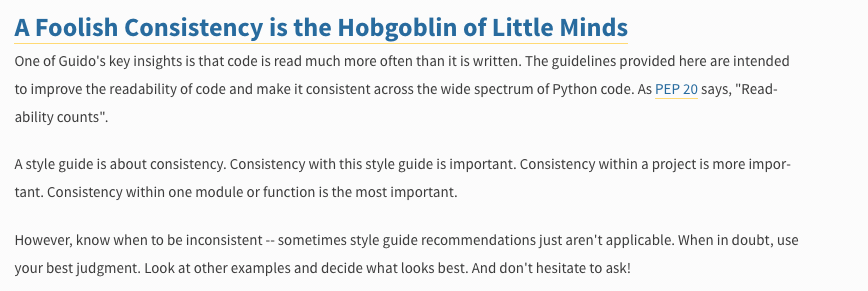 A Foolish Consistency is the Hobgoblin of Little Minds
One of Guido's key insights is that code is read much more often than it is written. The guidelines provided here are intended
to improve the readability of code and make it consistent across the wide spectrum of Python code. As PEP 20 says, "Read-
ability counts".
A style guide is about consistency. Consistency with this style guide is important. Consistency within a project is more impor-
tant. Consistency within one module or function is the most important.
However, know when to be inconsistent -- sometimes style guide recommendations just aren't applicable. When in doubt, use
your best judgment. Look at other examples and decide what looks best. And don't hesitate to ask!